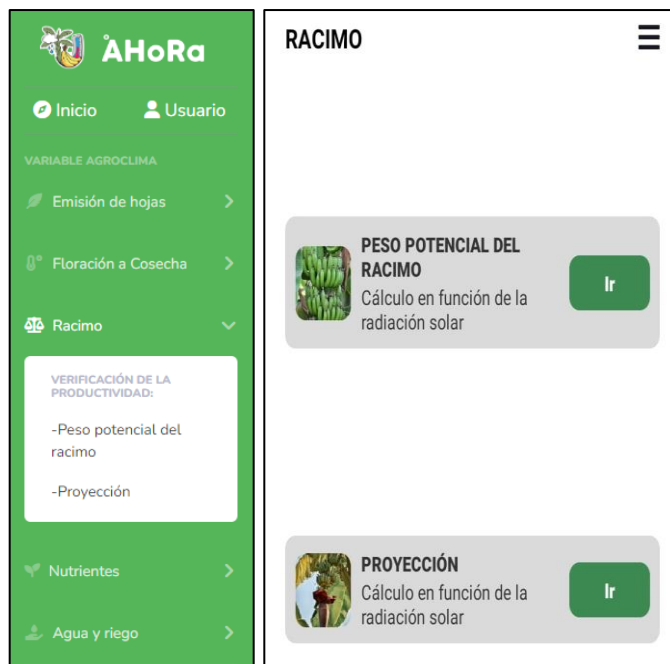 ÅHoRa
Inicio
Usuario
VARIABLE AGROCLIMA
Emisión de hojas
Floración a Cosecha
Racimo
VERIFICACIÓN DE LA
PRODUCTIVIDAD:
-Peso potencial del
racimo
-Proyección
Nutrientes
Agua y riego
RACIMO
PESO POTENCIAL DEL
RACIMO
Cálculo en función de la
radiación solar
Ir
PROYECCIÓN
Cálculo en función de la
radiación solar
Ir